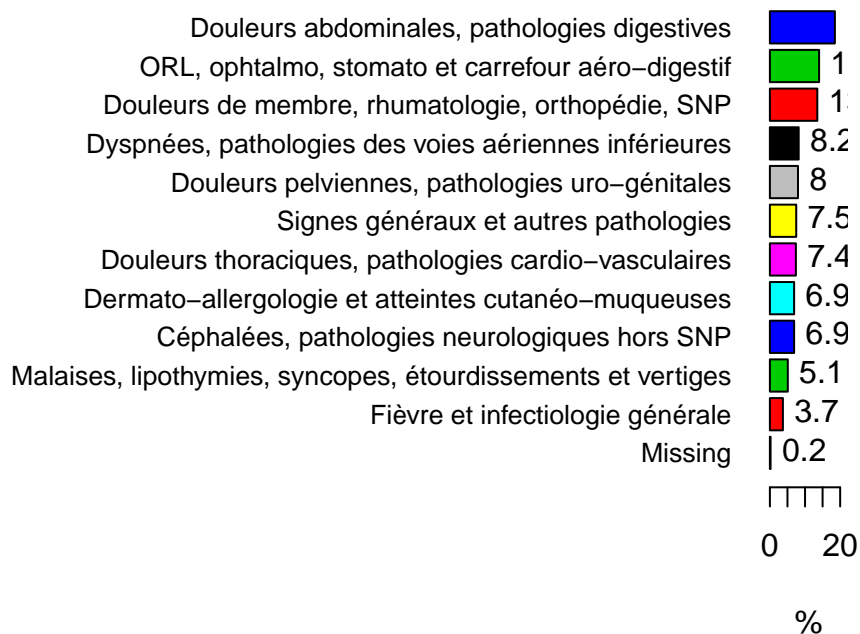 Douleurs abdominales, pathologies digestives
ORL, ophtalmo, stomato et carrefour aéro−digestif 1
Douleurs de membre, rhumatologie, orthopédie, SNP 1
Dyspnées, pathologies des voies aériennes inférieures 8.2
Douleurs pelviennes, pathologies uro−génitales 8
Signes généraux et autres pathologies 7.5
Douleurs thoraciques, pathologies cardio−vasculaires 7.4
Dermato−allergologie et atteintes cutanéo−muqueuses 6.9
Céphalées, pathologies neurologiques hors SNP 6.9
Malaises, lipothymies, syncopes, étourdissements et vertiges 5.1
Fièvre et infectiologie générale 3.7
Missing 0.2
0 20
%